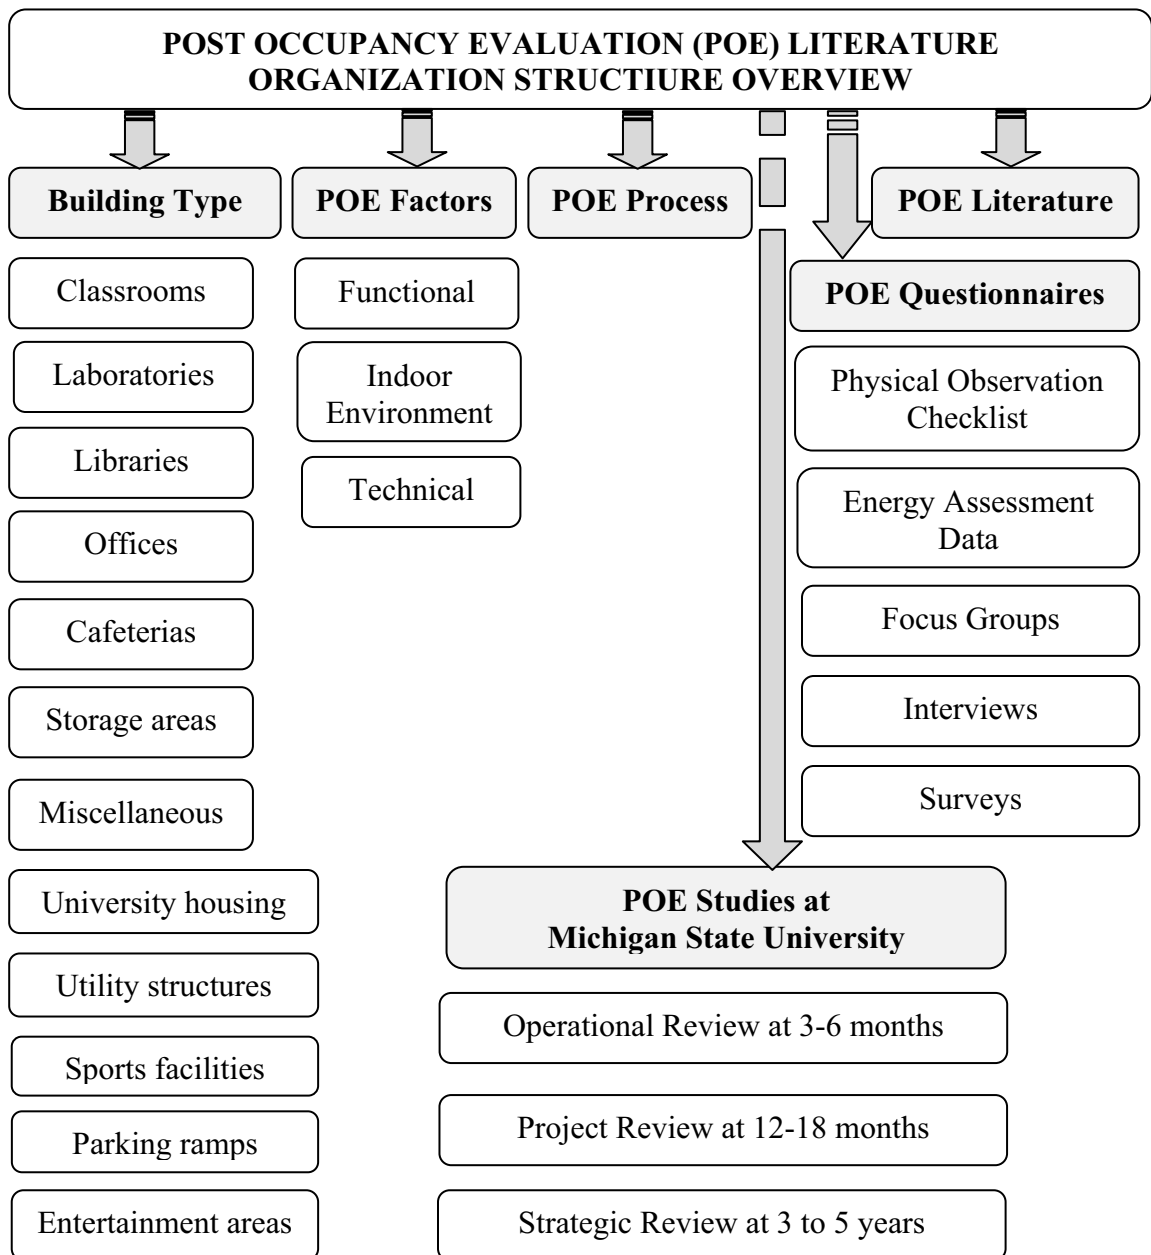 POST OCCUPANCY EVALUATION (POE) LITERATURE
ORGANIZATION STRUCTIURE OVERVIEW
Building Type
POE Factors
POE Process
POE Literature
Classrooms
Laboratories
Libraries
Offices
Cafeterias
Storage areas
Miscellaneous
University housing
Utility structures
Sports facilities
Parking ramps
Entertainment areas
Functional
Indoor
Environment
Technical
POE Questionnaires
Physical Observation
Checklist
Energy Assessment
Data
Focus Groups
Interviews
Surveys
POE Studies at
Michigan State University
Operational Review at 3-6 months
Project Review at 12-18 months
Strategic Review at 3 to 5 years